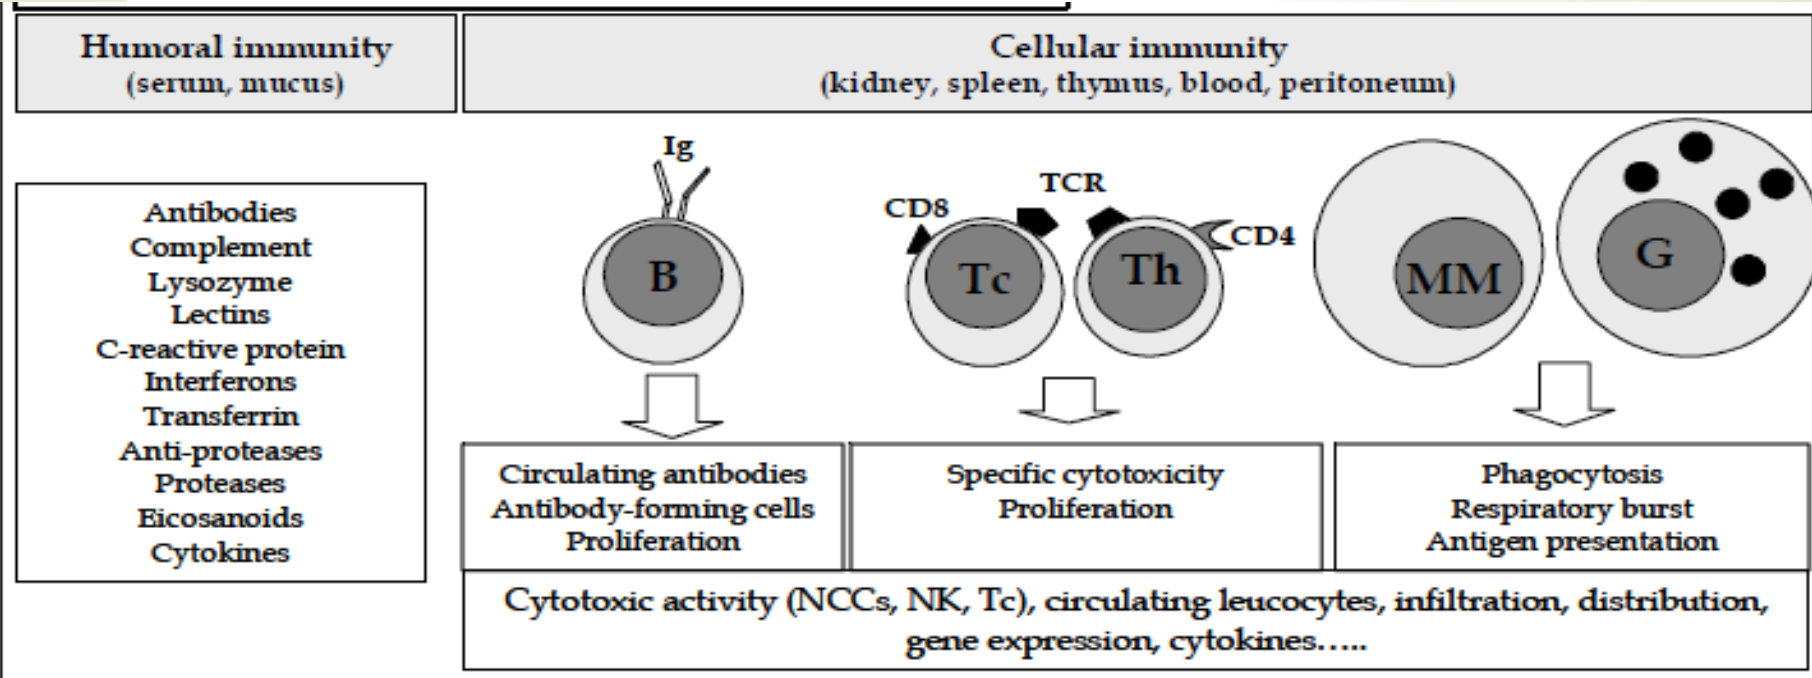 Humoral immunity
(serum, mucus)
Cellular immunity
(kidney, spleen, thymus, blood, peritoneum)
Antibodies
Complement
Lysozyme
Lectins
C-reactive protein
Interferons
Transferrin
Anti-proteases
Proteases
Eicosanoids
Cytokines
Ig
B
CD8
TCR
CD4
Tc
Th
MM
G
Circulating antibodies
Antibody-forming cells
Proliferation
Specific cytotoxicity
Proliferation
Phagocytosis
Respiratory burst
Antigen presentation
Cytotoxic activity (NCCs, NK, Tc), circulating leucocytes, infiltration, distribution,
gene expression, cytokines.....